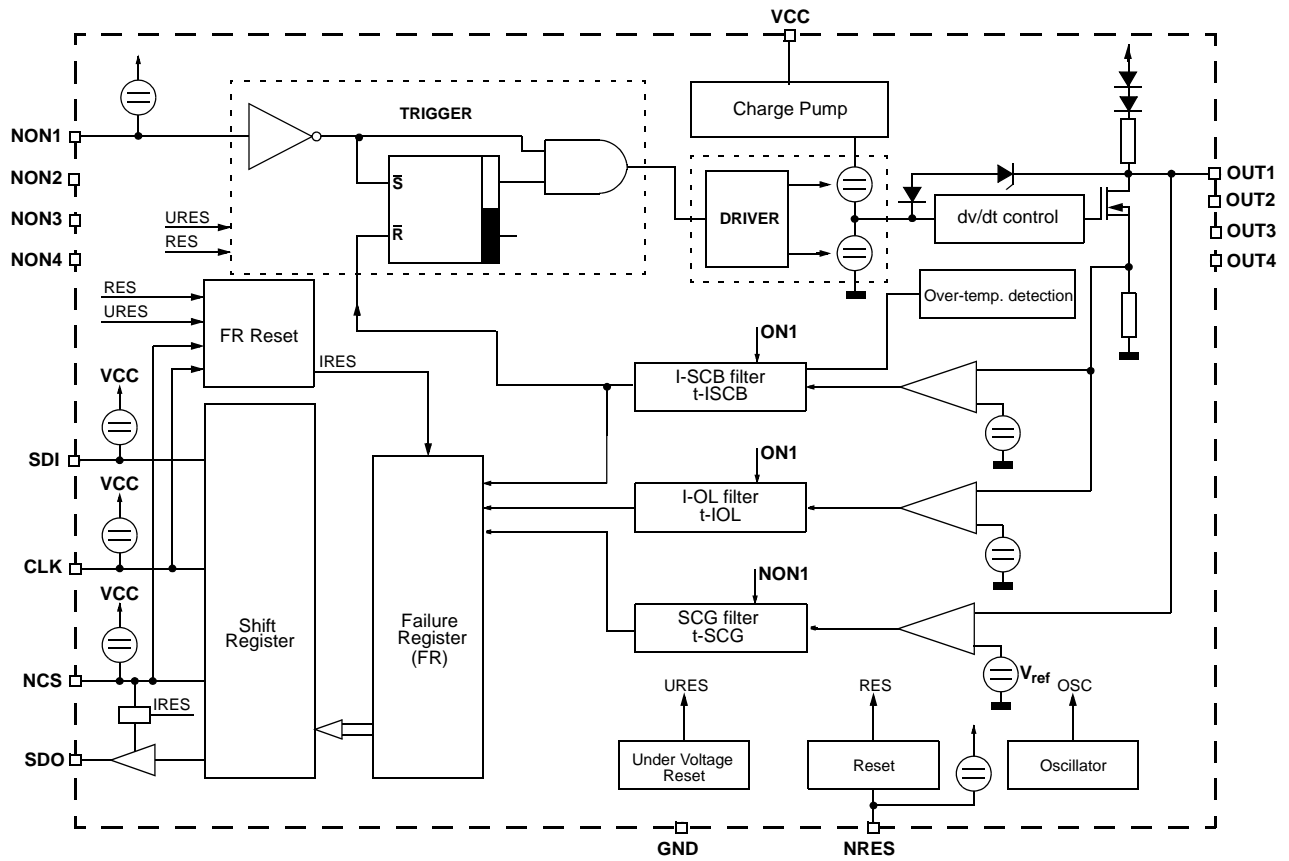 VCC
Charge Pump
TRIGGER
NON1
NON2
NON3
NON4
URES
RES
S̅
R̅
DRIVER
dv/dt control
OUT1
OUT2
OUT3
OUT4
Over-temp. detection
RES
URES
FR Reset
IRES
ON1
I-SCB filter
t-ISCB
VCC
SDI
ON1
I-OL filter
t-IOL
VCC
CLK
NON1
SCG filter
t-SCG
VCC
Shift
Register
Failure
Register
(FR)
NCS
IRES
SDO
Vref
URES
RES
OSC
Under Voltage
Reset
Reset
Oscillator
GND
NRES